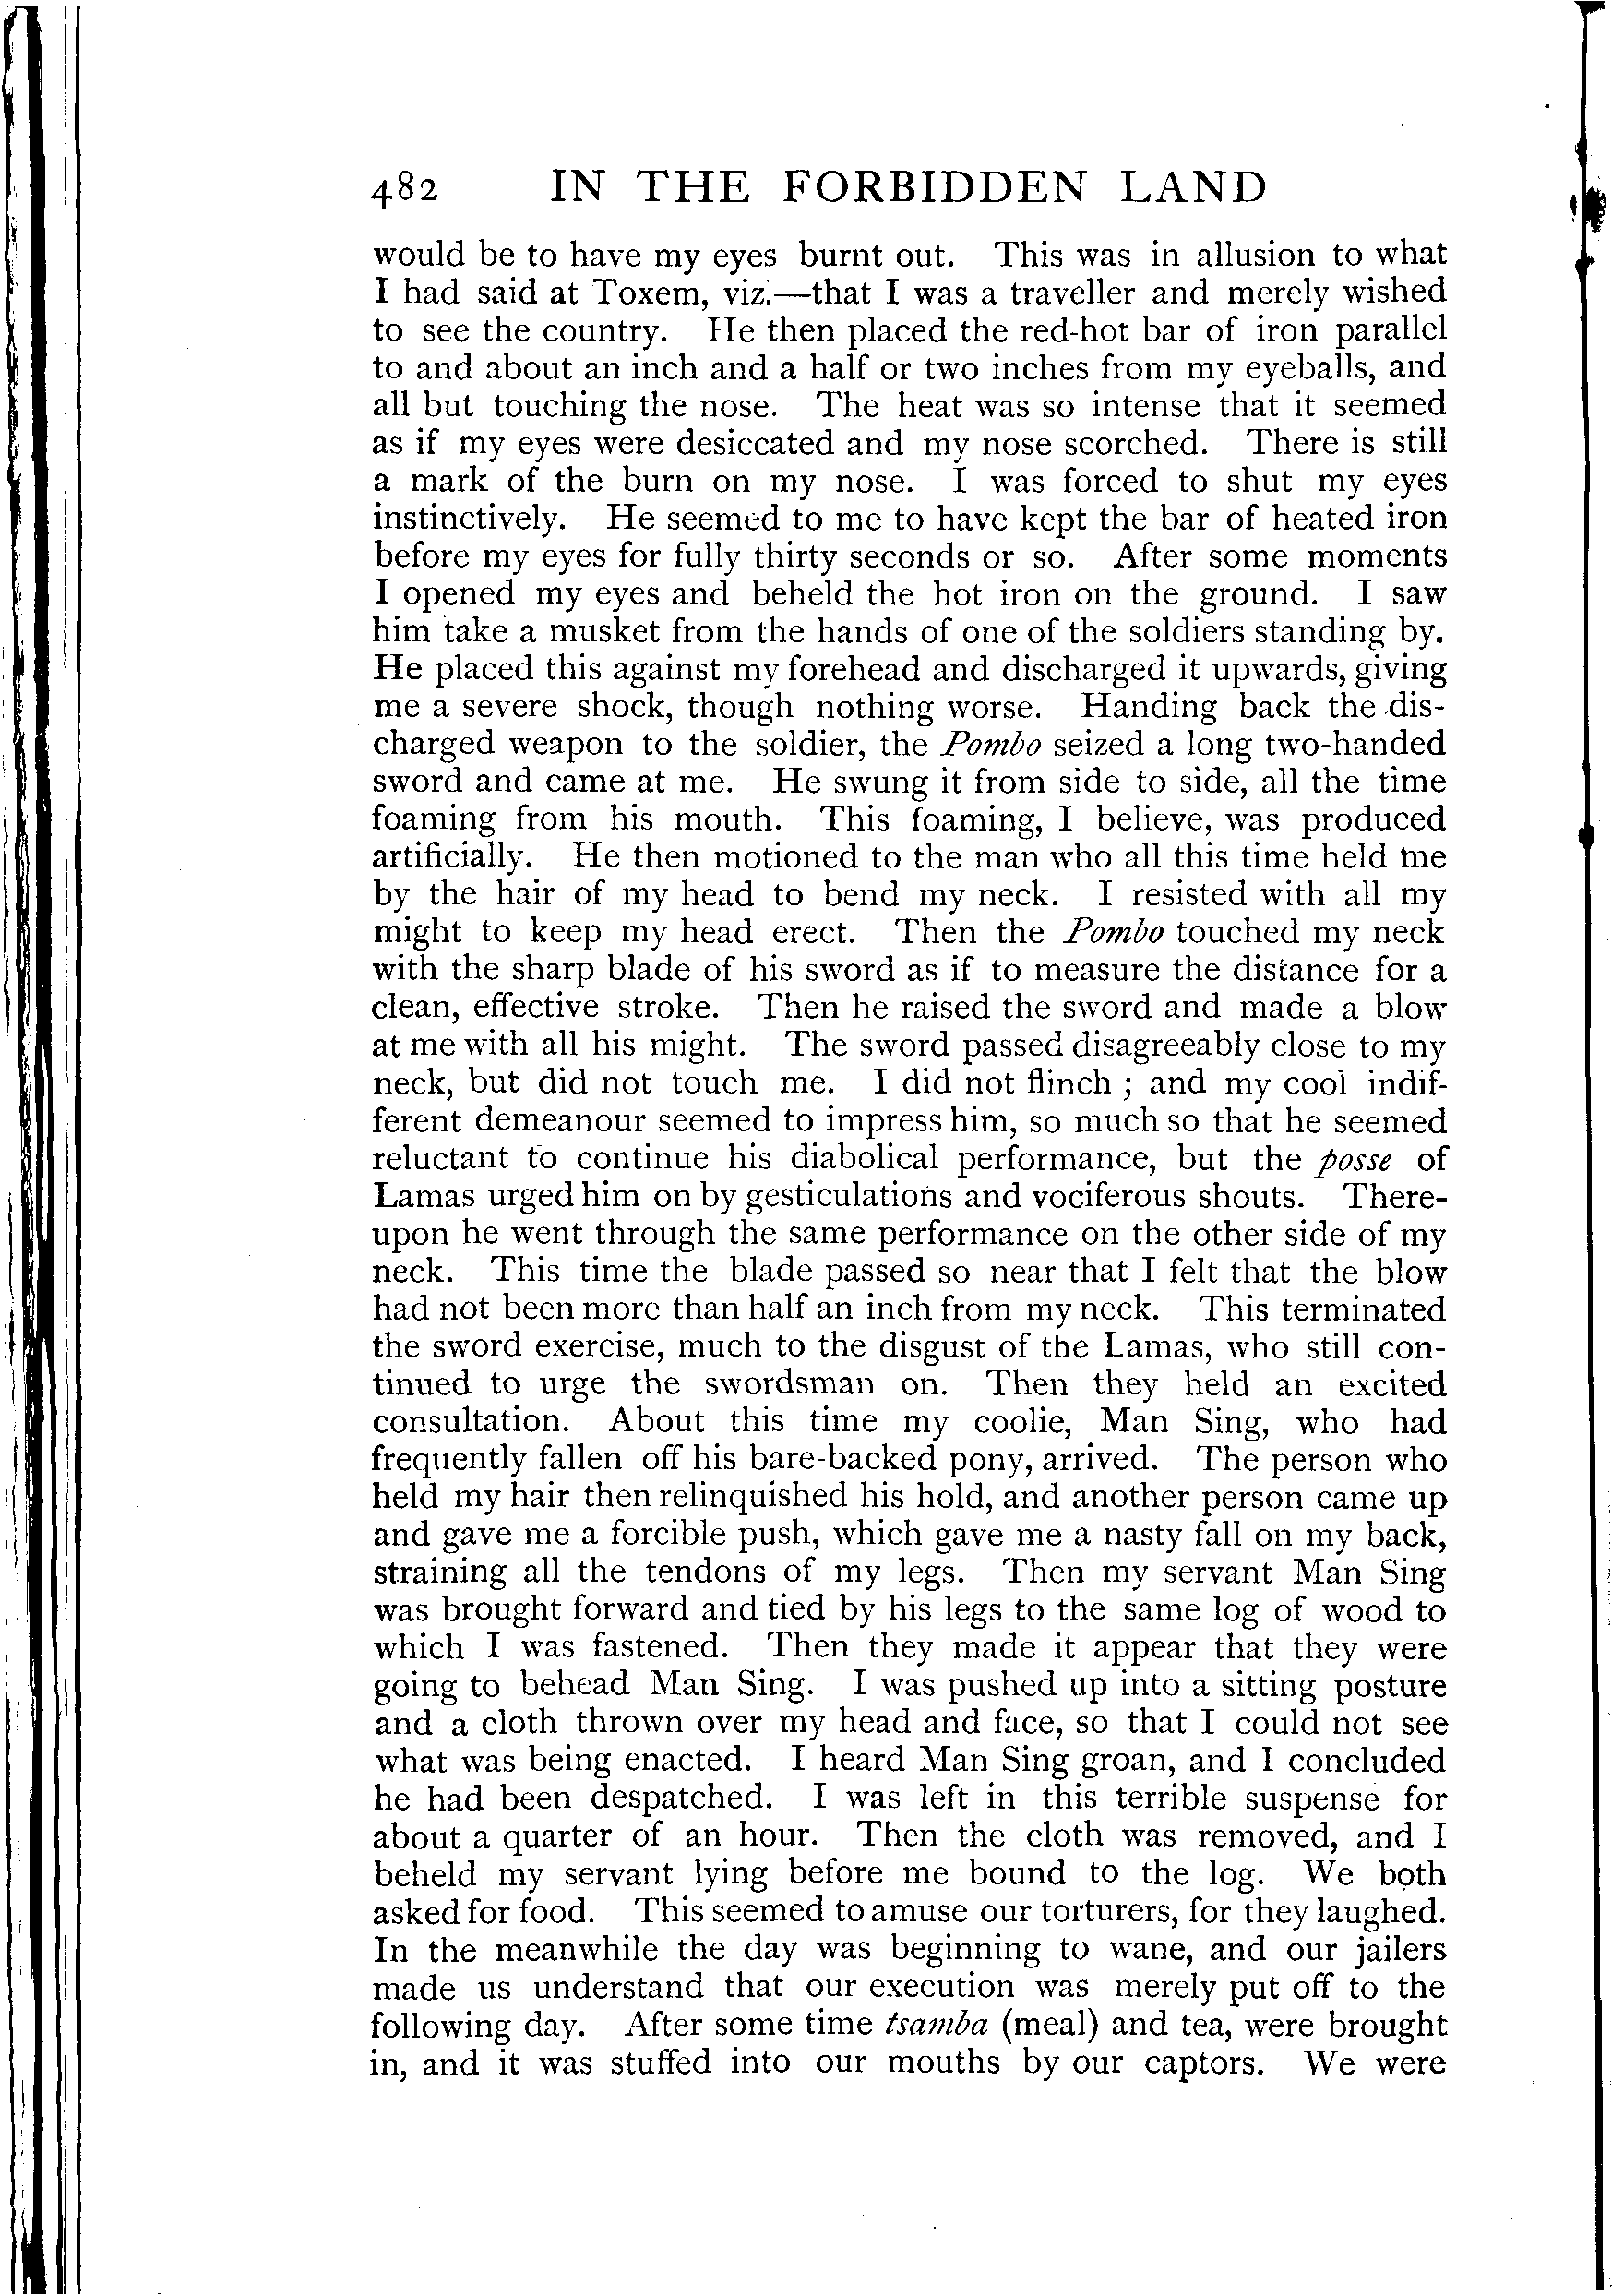 482 IN THE FORBIDDEN LAND
would be to have my eyes burnt out. This was in allusion to what
I had said at Toxem, viz.—that I was a traveller and merely wished
to see the country. He then placed the red-hot bar of iron parallel
to and about an inch and a half or two inches from my eyeballs, and
all but touching the nose. The heat was so intense that it seemed
as if my eyes were desiccated and my nose scorched. There is still
a mark of the burn on my nose. I was forced to shut my eyes
instinctively. He seemed to me to have kept the bar of heated iron
before my eyes for fully thirty seconds or so. After some moments
I opened my eyes and beheld the hot iron on the ground. I saw
him take a musket from the hands of one of the soldiers standing by.
He placed this against my forehead and discharged it upwards, giving
me a severe shock, though nothing worse. Handing back the dis-
charged weapon to the soldier, the Pombo seized a long two-handed
sword and came at me. He swung it from side to side, all the time
foaming from his mouth. This foaming, I believe, was produced
artificially. He then motioned to the man who all this time held me
by the hair of my head to bend my neck. I resisted with all my
might to keep my head erect. Then the Pombo touched my neck
with the sharp blade of his sword as if to measure the distance for a
clean, effective stroke. Then he raised the sword and made a blow
at me with all his might. The sword passed disagreeably close to my
neck, but did not touch me. I did not flinch ; and my cool indif-
ferent demeanour seemed to impress him, so much so that he seemed
reluctant to continue his diabolical performance, but the posse of
Lamas urged him on by gesticulations and vociferous shouts. There-
upon he went through the same performance on the other side of my
neck. This time the blade passed so near that I felt that the blow
had not been more than half an inch from my neck. This terminated
the sword exercise, much to the disgust of the Lamas, who still con-
tinued to urge the swordsman on. Then they held an excited
consultation. About this time my coolie, Man Sing, who had
frequently fallen off his bare-backed pony, arrived. The person who
held my hair then relinquished his hold, and another person came up
and gave me a forcible push, which gave me a nasty fall on my back,
straining all the tendons of my legs. Then my servant Man Sing
was brought forward and tied by his legs to the same log of wood to
which I was fastened. Then they made it appear that they were
going to behead Man Sing. I was pushed up into a sitting posture
and a cloth thrown over my head and face, so that I could not see
what was being enacted. I heard Man Sing groan, and I concluded
he had been despatched. I was left in this terrible suspense for
about a quarter of an hour. Then the cloth was removed, and I
beheld my servant lying before me bound to the log. We both
asked for food. This seemed to amuse our torturers, for they laughed.
In the meanwhile the day was beginning to wane, and our jailers
made us understand that our execution was merely put off to the
following day. After some time tsamba (meal) and tea, were brought
in, and it was stuffed into our mouths by our captors. We were